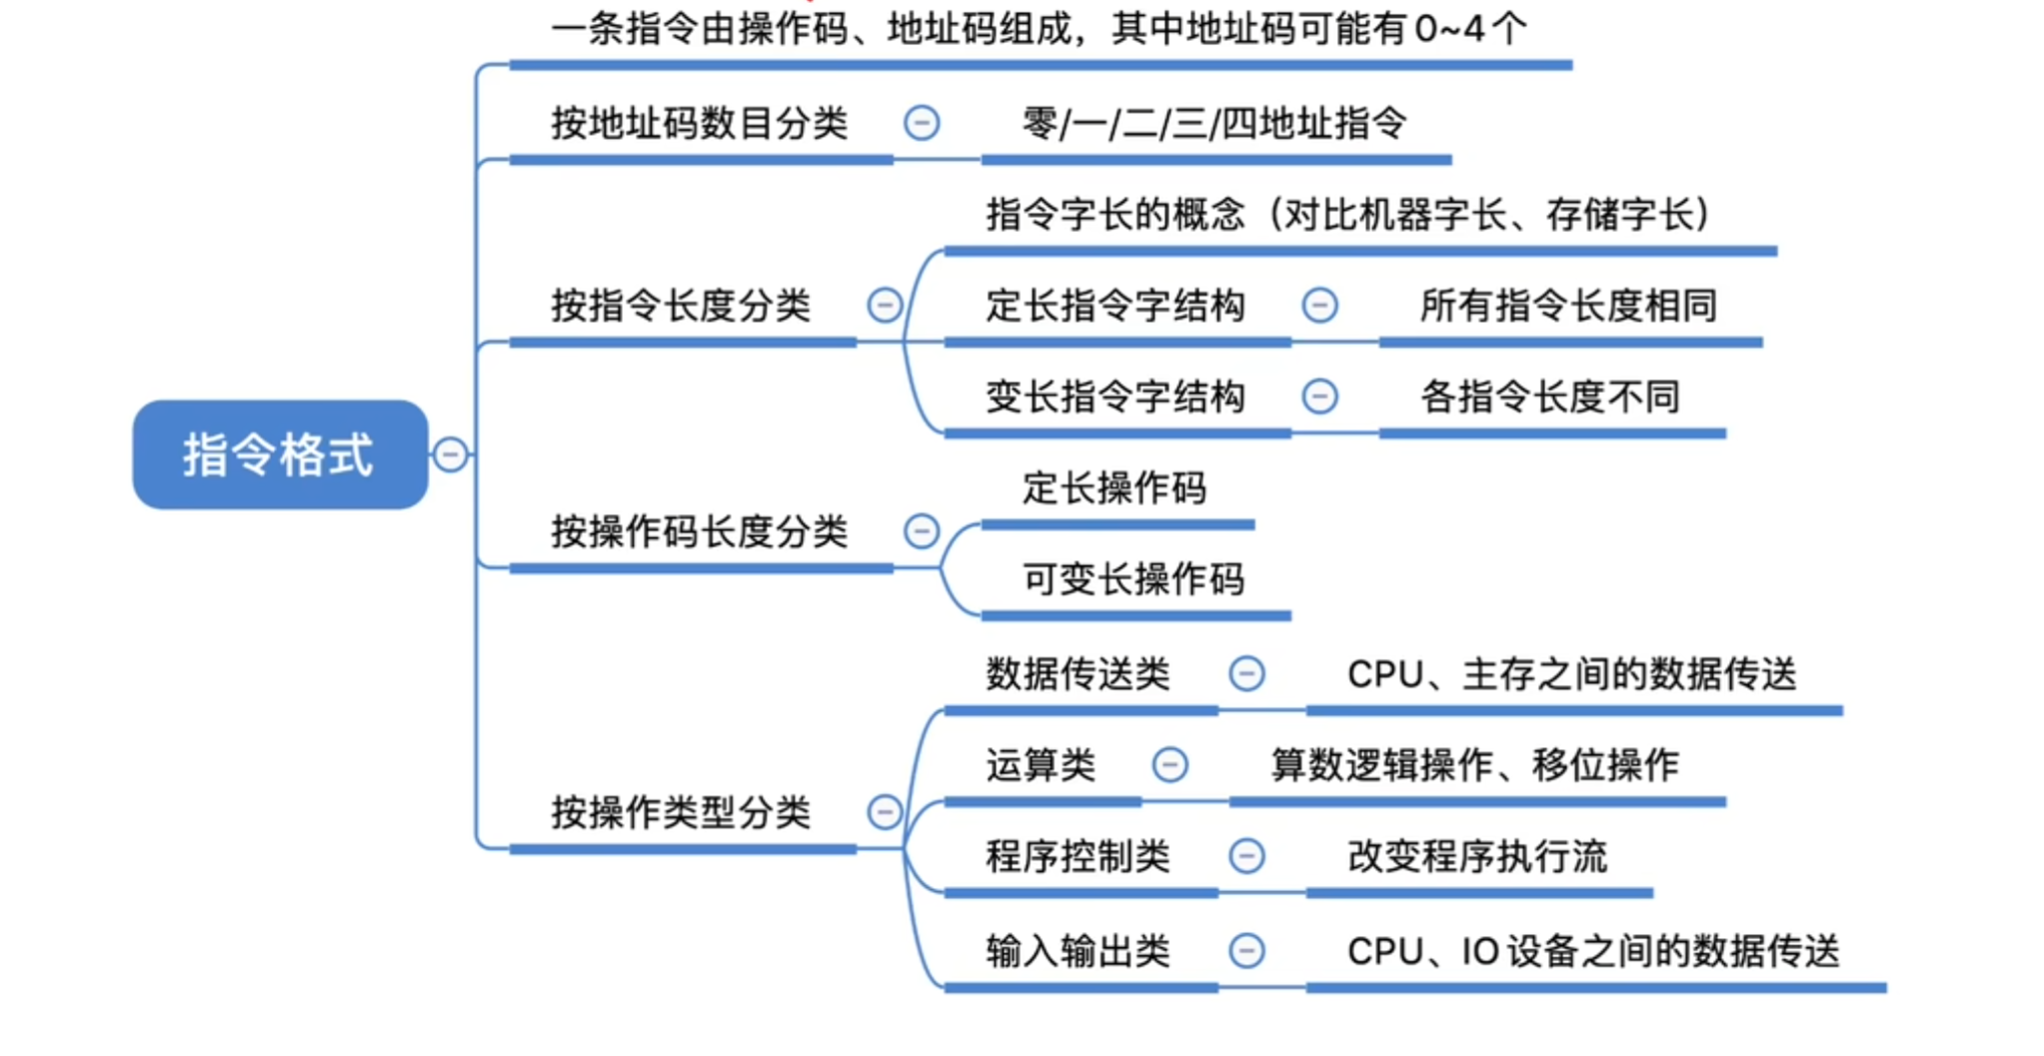 一条指令由操作码、地址码组成，其中地址码可能有0~4个
按地址码数目分类
零/一/二/三/四地址指令
指令字长的概念（对比机器字长、存储字长）
按指令长度分类
定长指令字结构
所有指令长度相同
变长指令字结构
各指令长度不同
指令格式
定长操作码
按操作码长度分类
可变长操作码
数据传送类
CPU、主存之间的数据传送
运算类
算数逻辑操作、移位操作
按操作类型分类
程序控制类
改变程序执行流
输入输出类
CPU、IO设备之间的数据传送